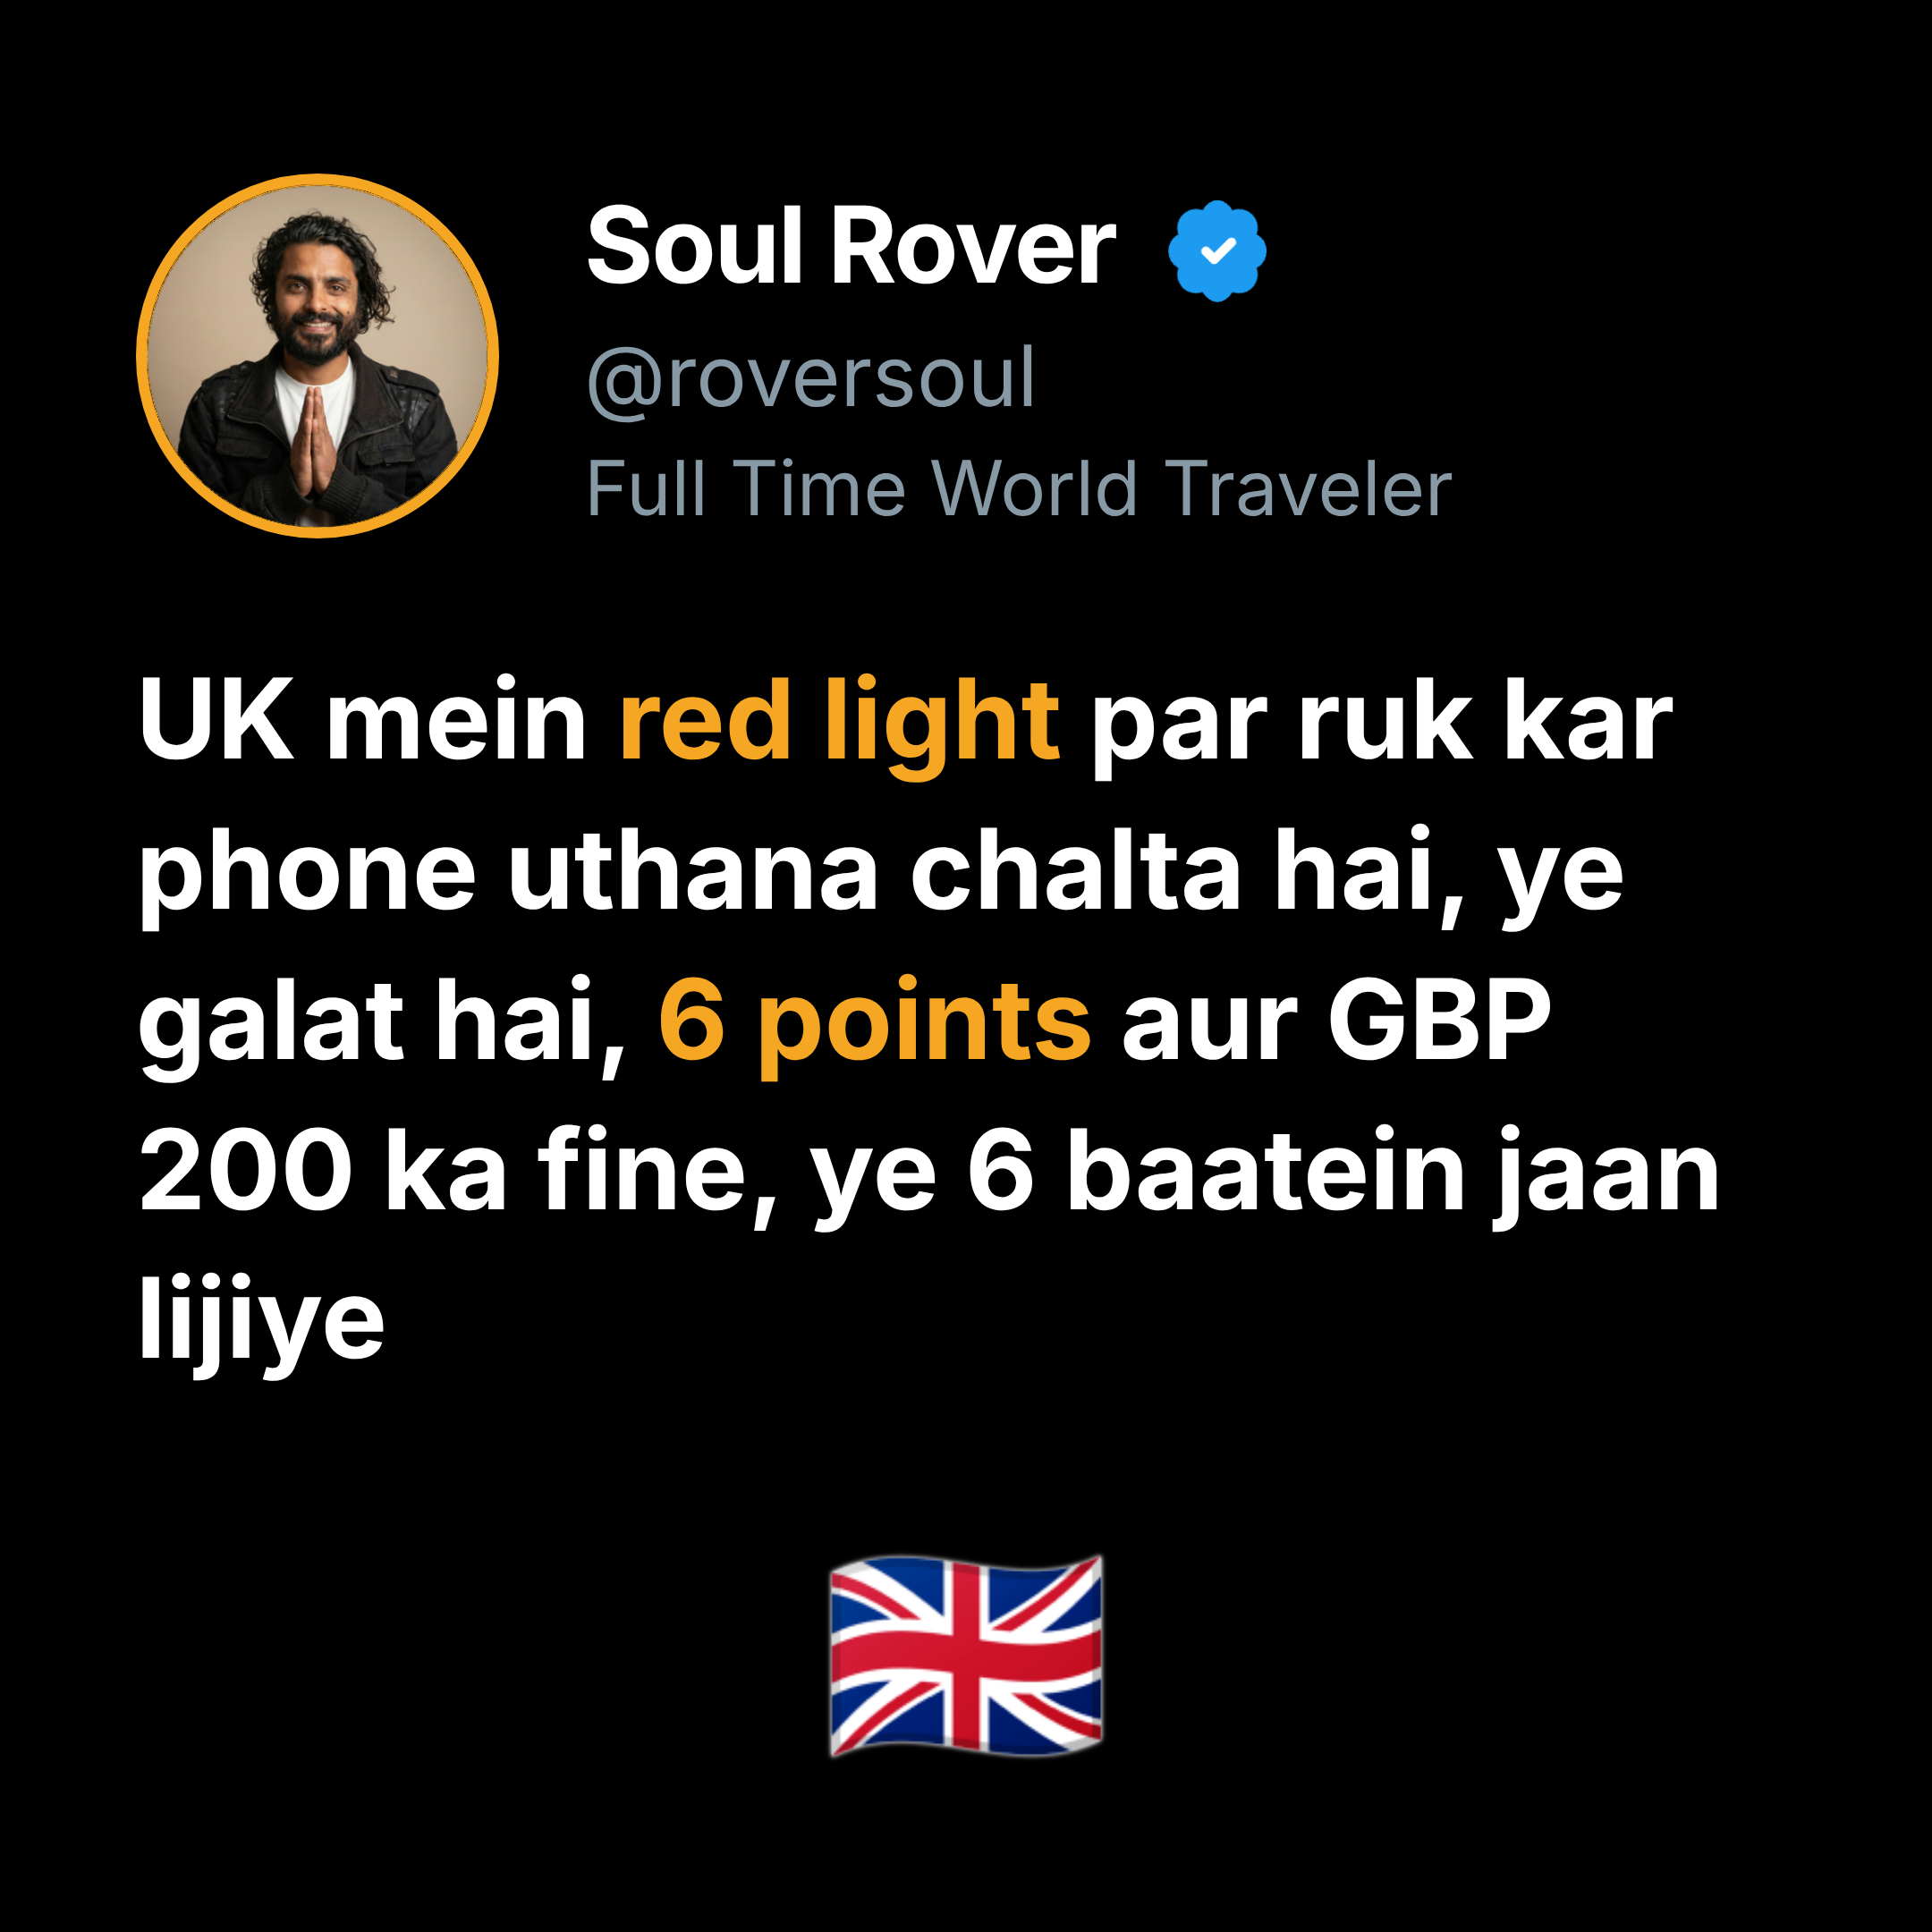 Soul Rover
@roversoul
Full Time World Traveler
UK mein red light par ruk kar
phone uthana chalta hai, ye
galat hai, 6 points aur GBP
200 ka fine, ye 6 baatein jaan
lijiye